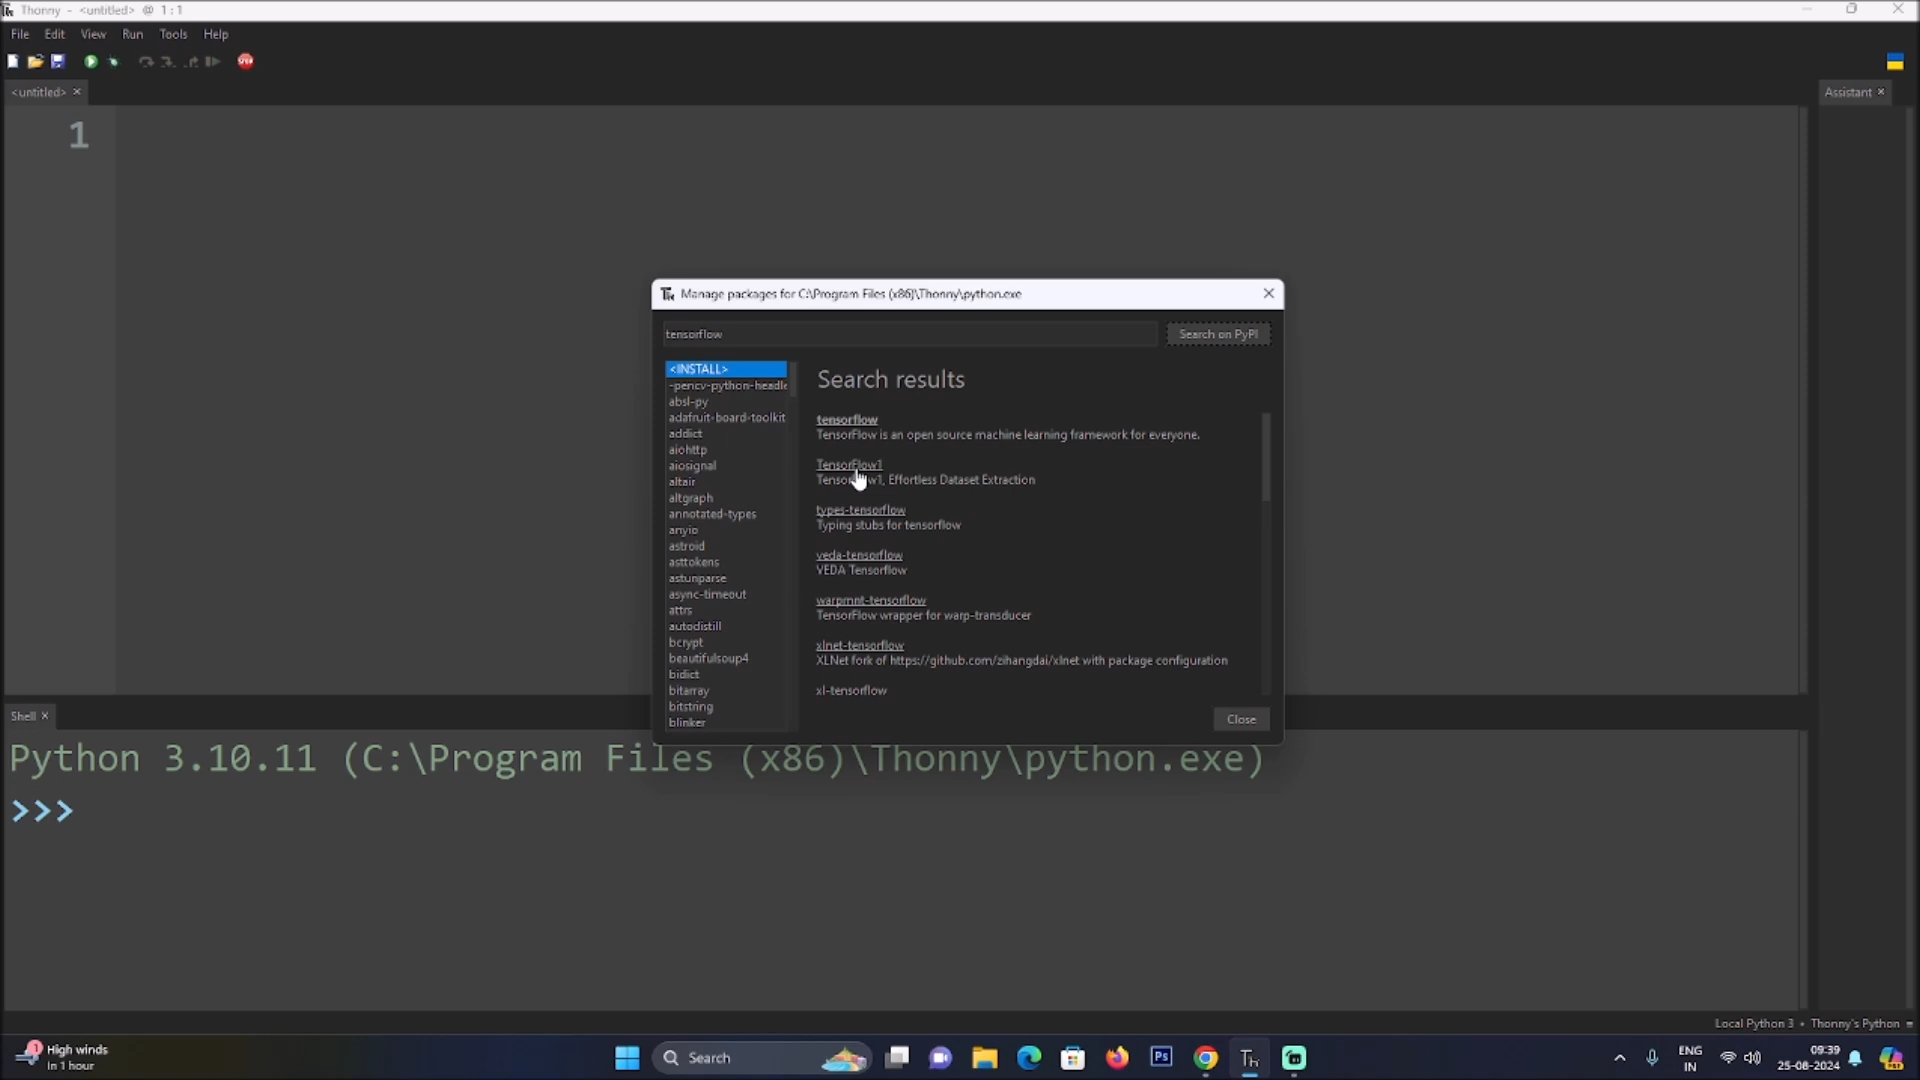 Thonny - <untitled> @ 1:1
File Edit View Run Tools Help
<untitled> ×
Assistant ×
1
Manage packages for C:\Program Files (x86)\Thonny\python.exe
tensorflow
Search on PyPI
<INSTALL>
-pencv-python-headle
absl-py
adafruit-board-toolkit
addict
aiohttp
aiosignal
altair
altgraph
annotated-types
anyio
astroid
asttokens
astunparse
async-timeout
attrs
autodistill
bcrypt
beautifulsoup4
bidict
bitarray
bitstring
blinker
Search results
tensorflow
TensorFlow is an open source machine learning framework for everyone.
TensorFlow1
TensorFlow1, Effortless Dataset Extraction
types-tensorflow
Typing stubs for tensorflow
veda-tensorflow
VEDA Tensorflow
warpmnt-tensorflow
TensorFlow wrapper for warp-transducer
xlnet-tensorflow
XLNet fork of https://github.com/zihangdai/xlnet with package configuration
xl-tensorflow
Close
Shell ×
Python 3.10.11 (C:\Program Files (x86)\Thonny\python.exe)
>>>
Local Python 3 • Thonny's Python ≡
High winds
In 1 hour
Search
ENG
IN
09:39
25-08-2024